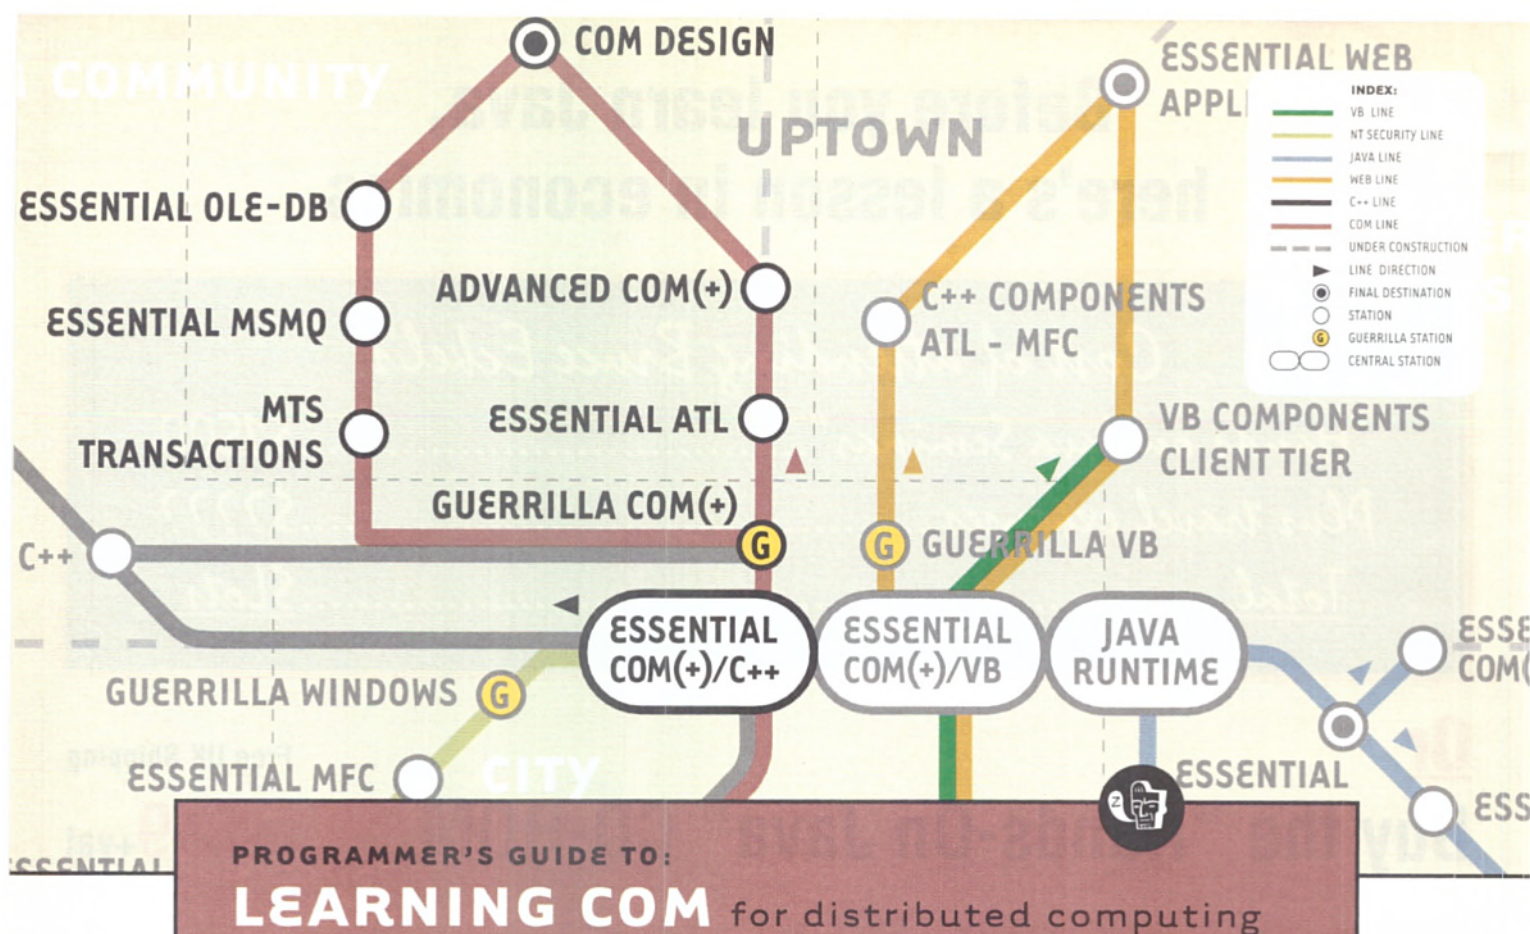 COM DESIGN
COMMUNITY
UPTOWN
ESSENTIAL WEB
INDEX:
VB LINE
NT SECURITY LINE
JAVA LINE
WEB LINE
C++ LINE
COM LINE
UNDER CONSTRUCTION
LINE DIRECTION
FINAL DESTINATION
STATION
G GUERRILLA STATION
CENTRAL STATION
ESSENTIAL OLE-DB
ADVANCED COM(+)
C++ COMPONENTS
ATL - MFC
ESSENTIAL MSMQ
MTS
TRANSACTIONS
ESSENTIAL ATL
VB COMPONENTS
CLIENT TIER
GUERRILLA COM(+)
G
G GUERRILLA VB
C++
ESSENTIAL
COM(+)/C++
ESSENTIAL
COM(+)/VB
JAVA
RUNTIME
COM(
GUERRILLA WINDOWS G
CITY
ESSENTIAL MFC
ESSENTIAL
ESSENTIAL
Z
PROGRAMMER'S GUIDE TO:
LEARNING COM for distributed computing